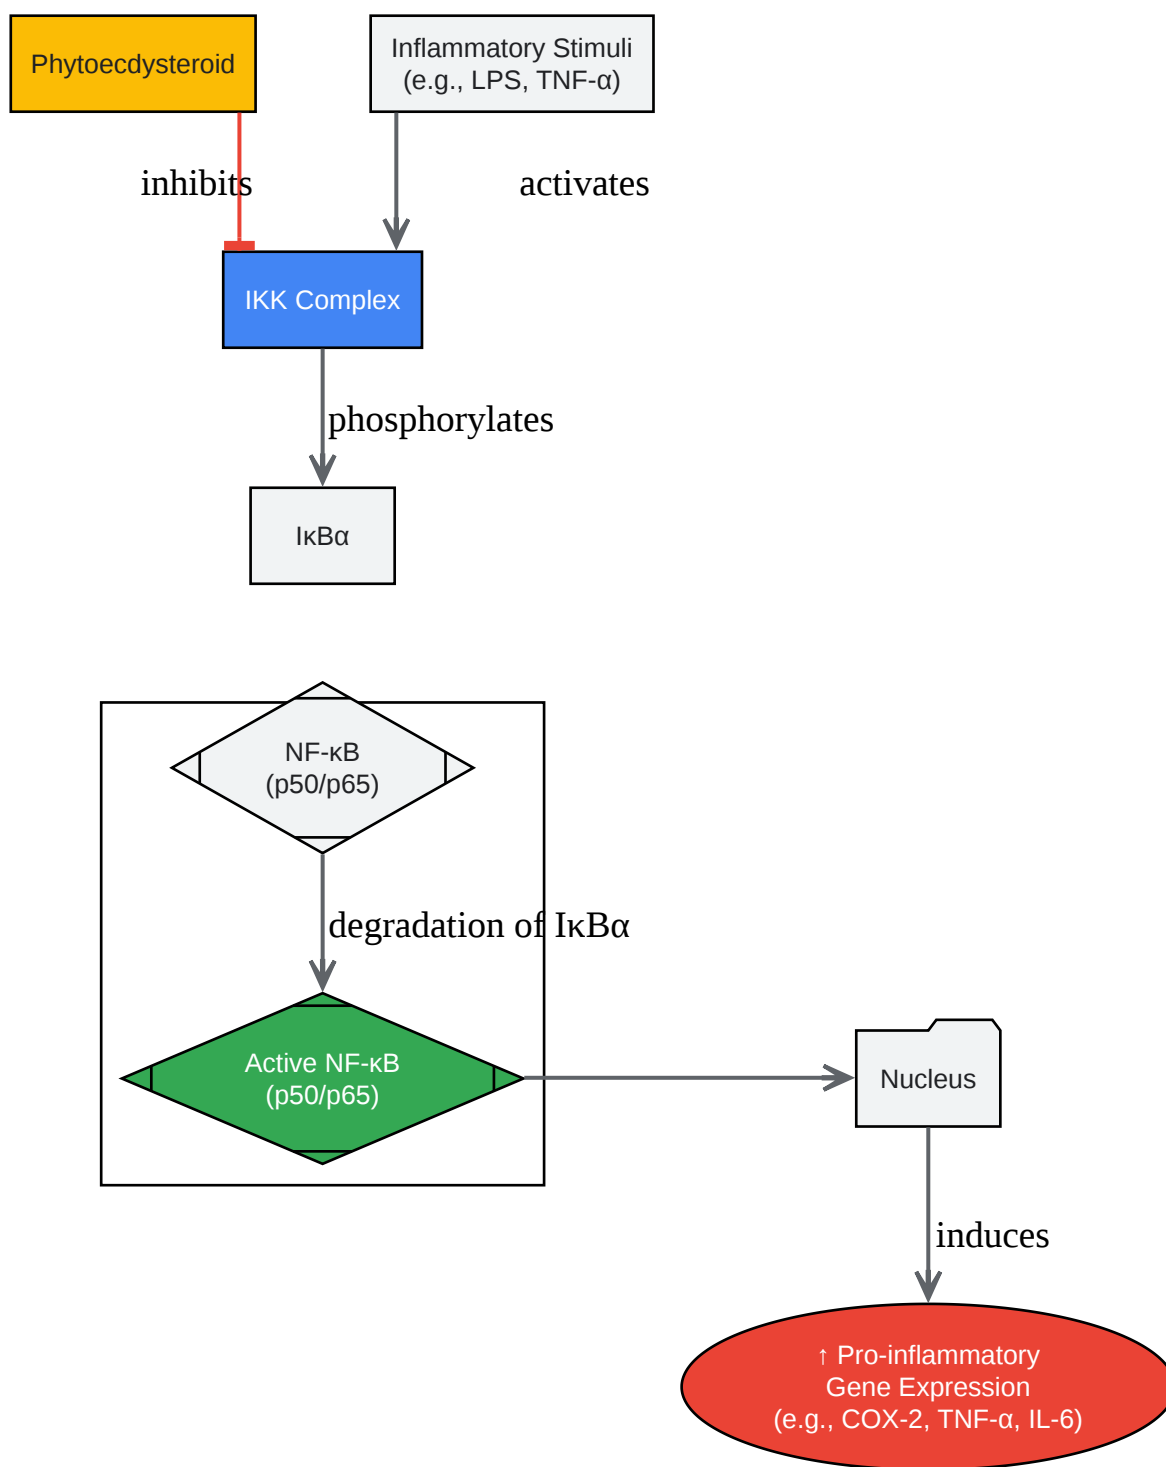 Phytoecdysteroid
Inflammatory Stimuli
(e.g., LPS, TNF-α)
inhibits
activates
IKK Complex
phosphorylates
IκBα
NF-κB
(p50/p65)
degradation of IκBα
Active NF-κB
(p50/p65)
Nucleus
induces
↑ Pro-inflammatory
Gene Expression
(e.g., COX-2, TNF-α, IL-6)